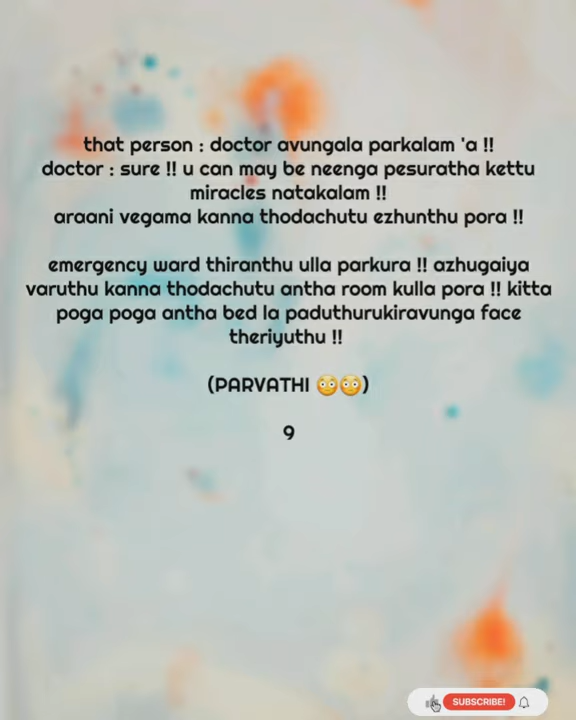 that person : doctor avungala parkalam 'a !!
doctor : sure !! u can may be neenga pesuratha kettu
miracles natakalam !!
araani vegama kanna thodachutu ezhunthu pora !!
emergency ward thiranthu ulla parkura !! azhugaiya
varuthu kanna thodachutu antha room kulla pora !! kitta
poga poga antha bed la paduthurukiravunga face
theriyuthu !!
(PARVATHI 😳😳)
9
SUBSCRIBE!